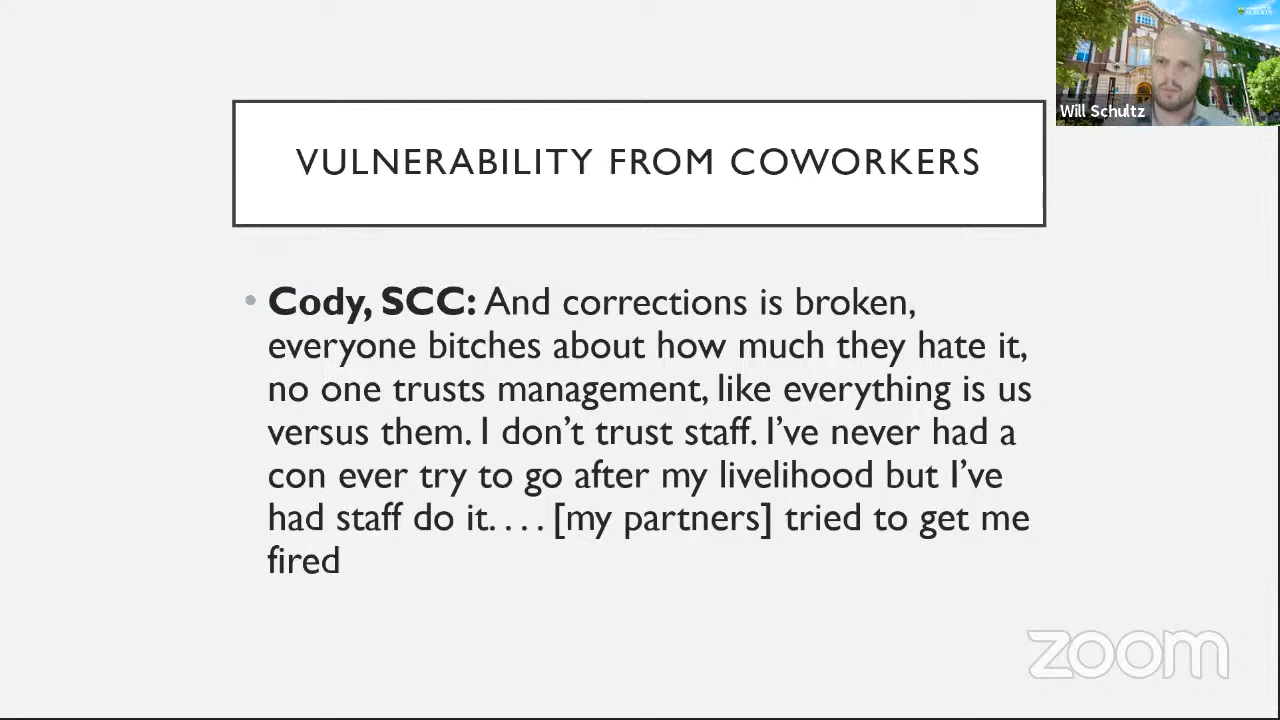 VULNERABILITY FROM COWORKERS
• Cody, SCC: And corrections is broken,
everyone bitches about how much they hate it,
no one trusts management, like everything is us
versus them. I don’t trust staff. I’ve never had a
con ever try to go after my livelihood but I’ve
had staff do it. . . . [my partners] tried to get me
fired
Will Schultz
zoom